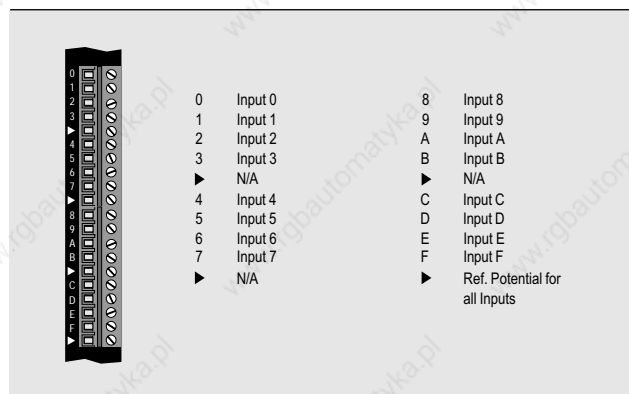 0
1
2
3
▶
4
5
6
7
▶
8
9
A
B
▶
C
D
E
F
▶
0 Input 0
1 Input 1
2 Input 2
3 Input 3
▶ N/A
4 Input 4
5 Input 5
6 Input 6
7 Input 7
▶ N/A
8 Input 8
9 Input 9
A Input A
B Input B
▶ N/A
C Input C
D Input D
E Input E
F Input F
▶ Ref. Potential for
all Inputs